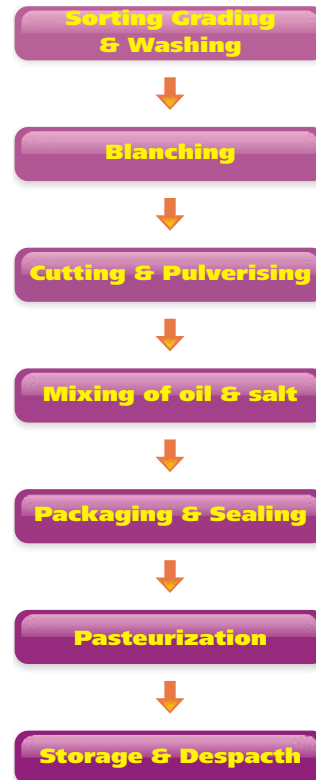 Sorting Grading
& Washing
Blanching
Cutting & Pulverising
Mixing of oil & salt
Packaging & Sealing
Pasteurization
Storage & Despacth